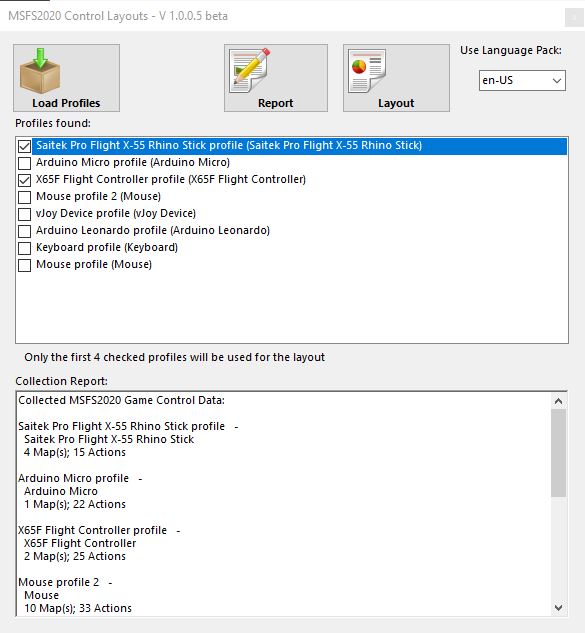 MSFS2020 Control Layouts - V 1.0.0.5 beta
Use Language Pack:
en-US
Load Profiles
Report
Layout
Profiles found:
Saitek Pro Flight X-55 Rhino Stick profile (Saitek Pro Flight X-55 Rhino Stick)
Arduino Micro profile (Arduino Micro)
X65F Flight Controller profile (X65F Flight Controller)
Mouse profile 2 (Mouse)
vJoy Device profile (vJoy Device)
Arduino Leonardo profile (Arduino Leonardo)
Keyboard profile (Keyboard)
Mouse profile (Mouse)
Only the first 4 checked profiles will be used for the layout
Collection Report:
Collected MSFS2020 Game Control Data:
Saitek Pro Flight X-55 Rhino Stick profile -
Saitek Pro Flight X-55 Rhino Stick
4 Map(s); 15 Actions
Arduino Micro profile -
Arduino Micro
1 Map(s); 22 Actions
X65F Flight Controller profile -
X65F Flight Controller
2 Map(s); 25 Actions
Mouse profile 2 -
Mouse
10 Map(s); 33 Actions